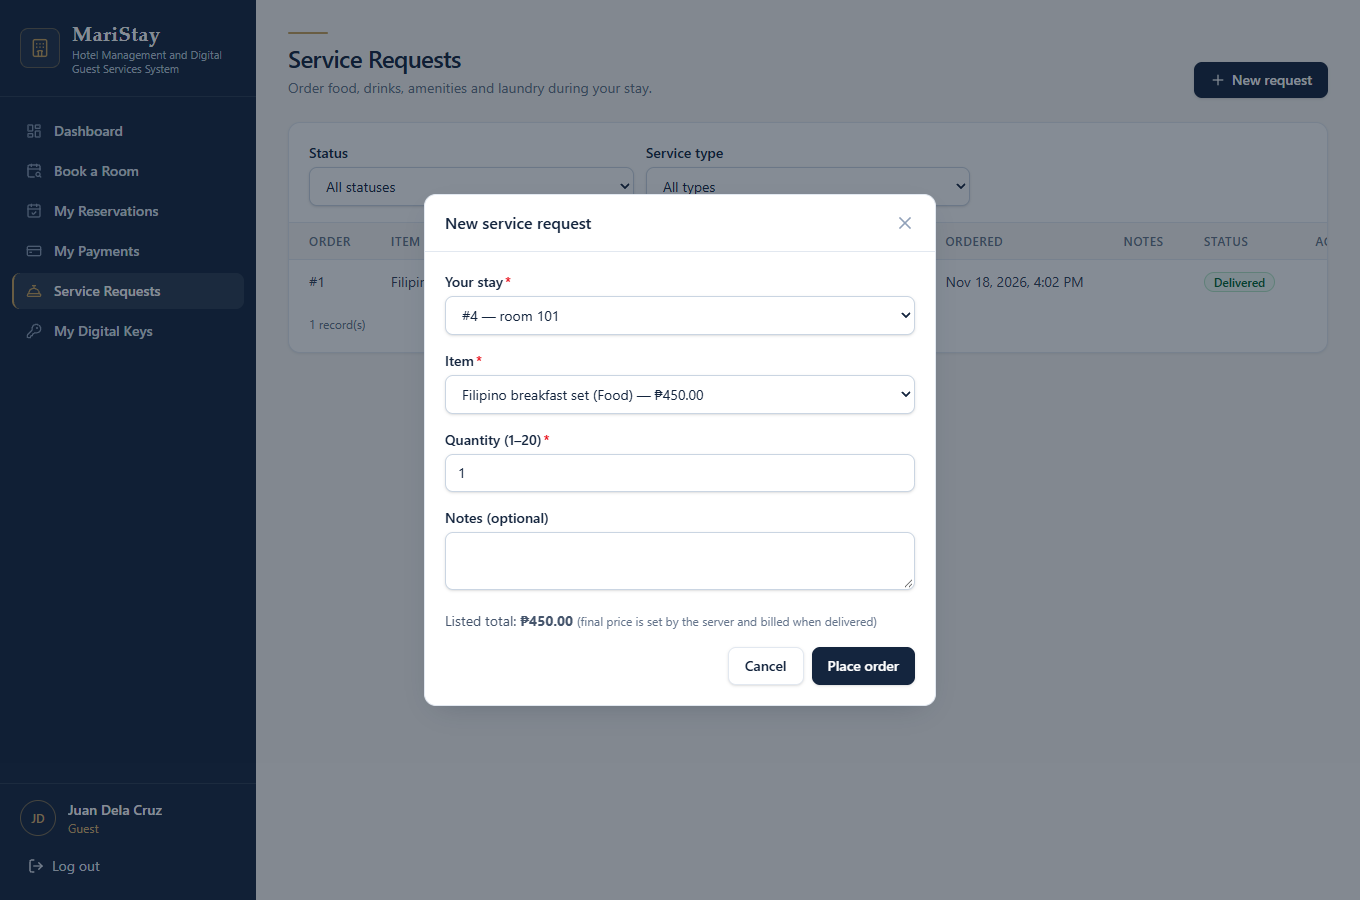 MariStay
Hotel Management and Digital
Guest Services System
Dashboard
Book a Room
My Reservations
My Payments
Service Requests
My Digital Keys
JD
Juan Dela Cruz
Guest
Log out
Service Requests
Order food, drinks, amenities and laundry during your stay.
New request
Status
Service type
All statuses
All types
ORDER
ITEM
ORDERED
NOTES
STATUS
#1
Nov 18, 2026, 4:02 PM
Delivered
1 record(s)
New service request
Your stay*
#4 — room 101
Item*
Filipino breakfast set (Food) — ₱450.00
Quantity (1–20)*
1
Notes (optional)
Listed total: ₱450.00 (final price is set by the server and billed when delivered)
Cancel
Place order